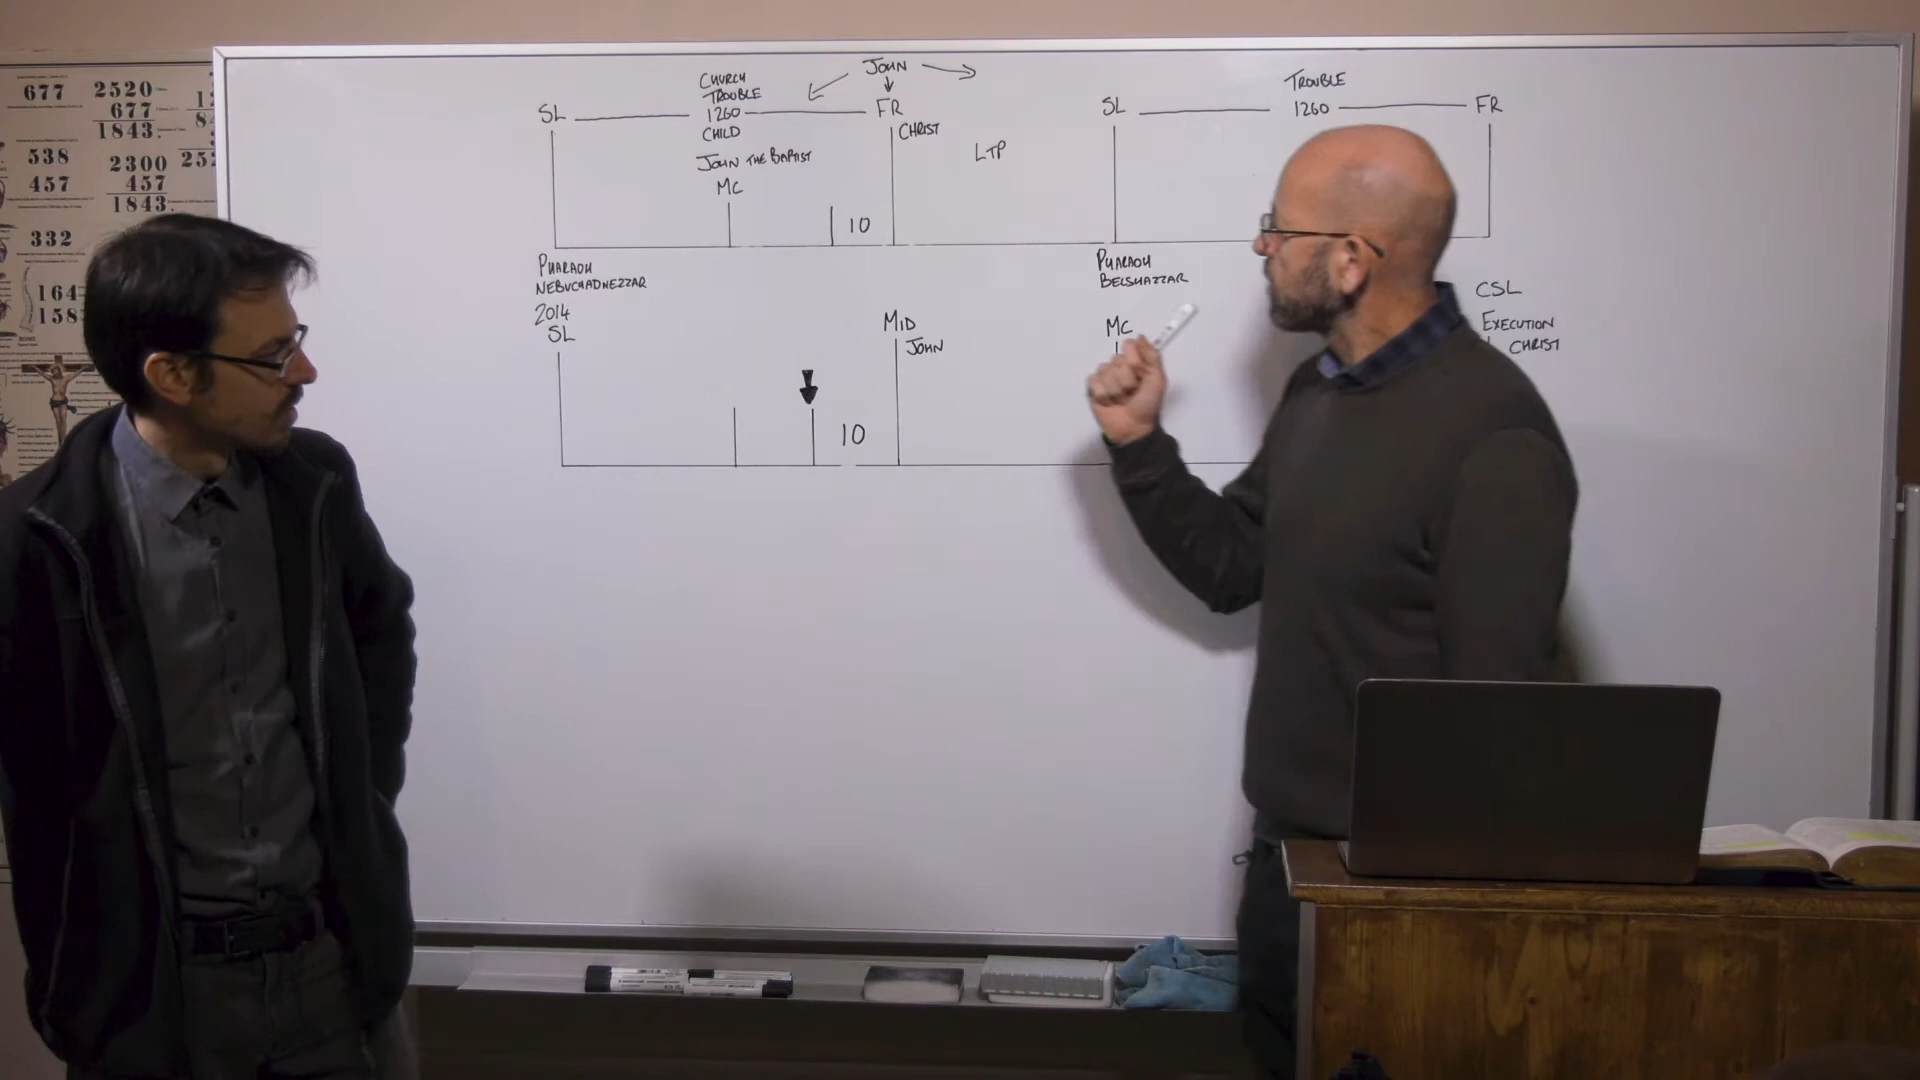 677
2520
677
1843.
538
457
2300
457
1843.
332
164
158
JOHN
CHURCH
TROUBLE
SL 1260 FR
CHILD
CHRIST
JOHN THE BAPTIST
MC
10
LTP
TROUBLE
SL 1260 FR
PHARAOH
NEBUCHADNEZZAR
2014
SL
PHARAOH
BELSHAZZAR
MID
JOHN
MC
10
CSL
EXECUTION
CHRIST